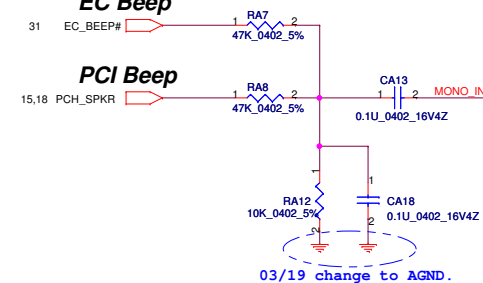 EC Beep
RA7
31 EC_BEEP# 1 2
47K_0402_5%
PCI Beep
RA8 CA13
15,18 PCH_SPKR 1 2 1 2 MONO_IN
47K_0402_5% 0.1U_0402_16V4Z
1 1
RA12 CA18
10K_0402_5% 0.1U_0402_16V4Z
2 2
03/19 change to AGND.